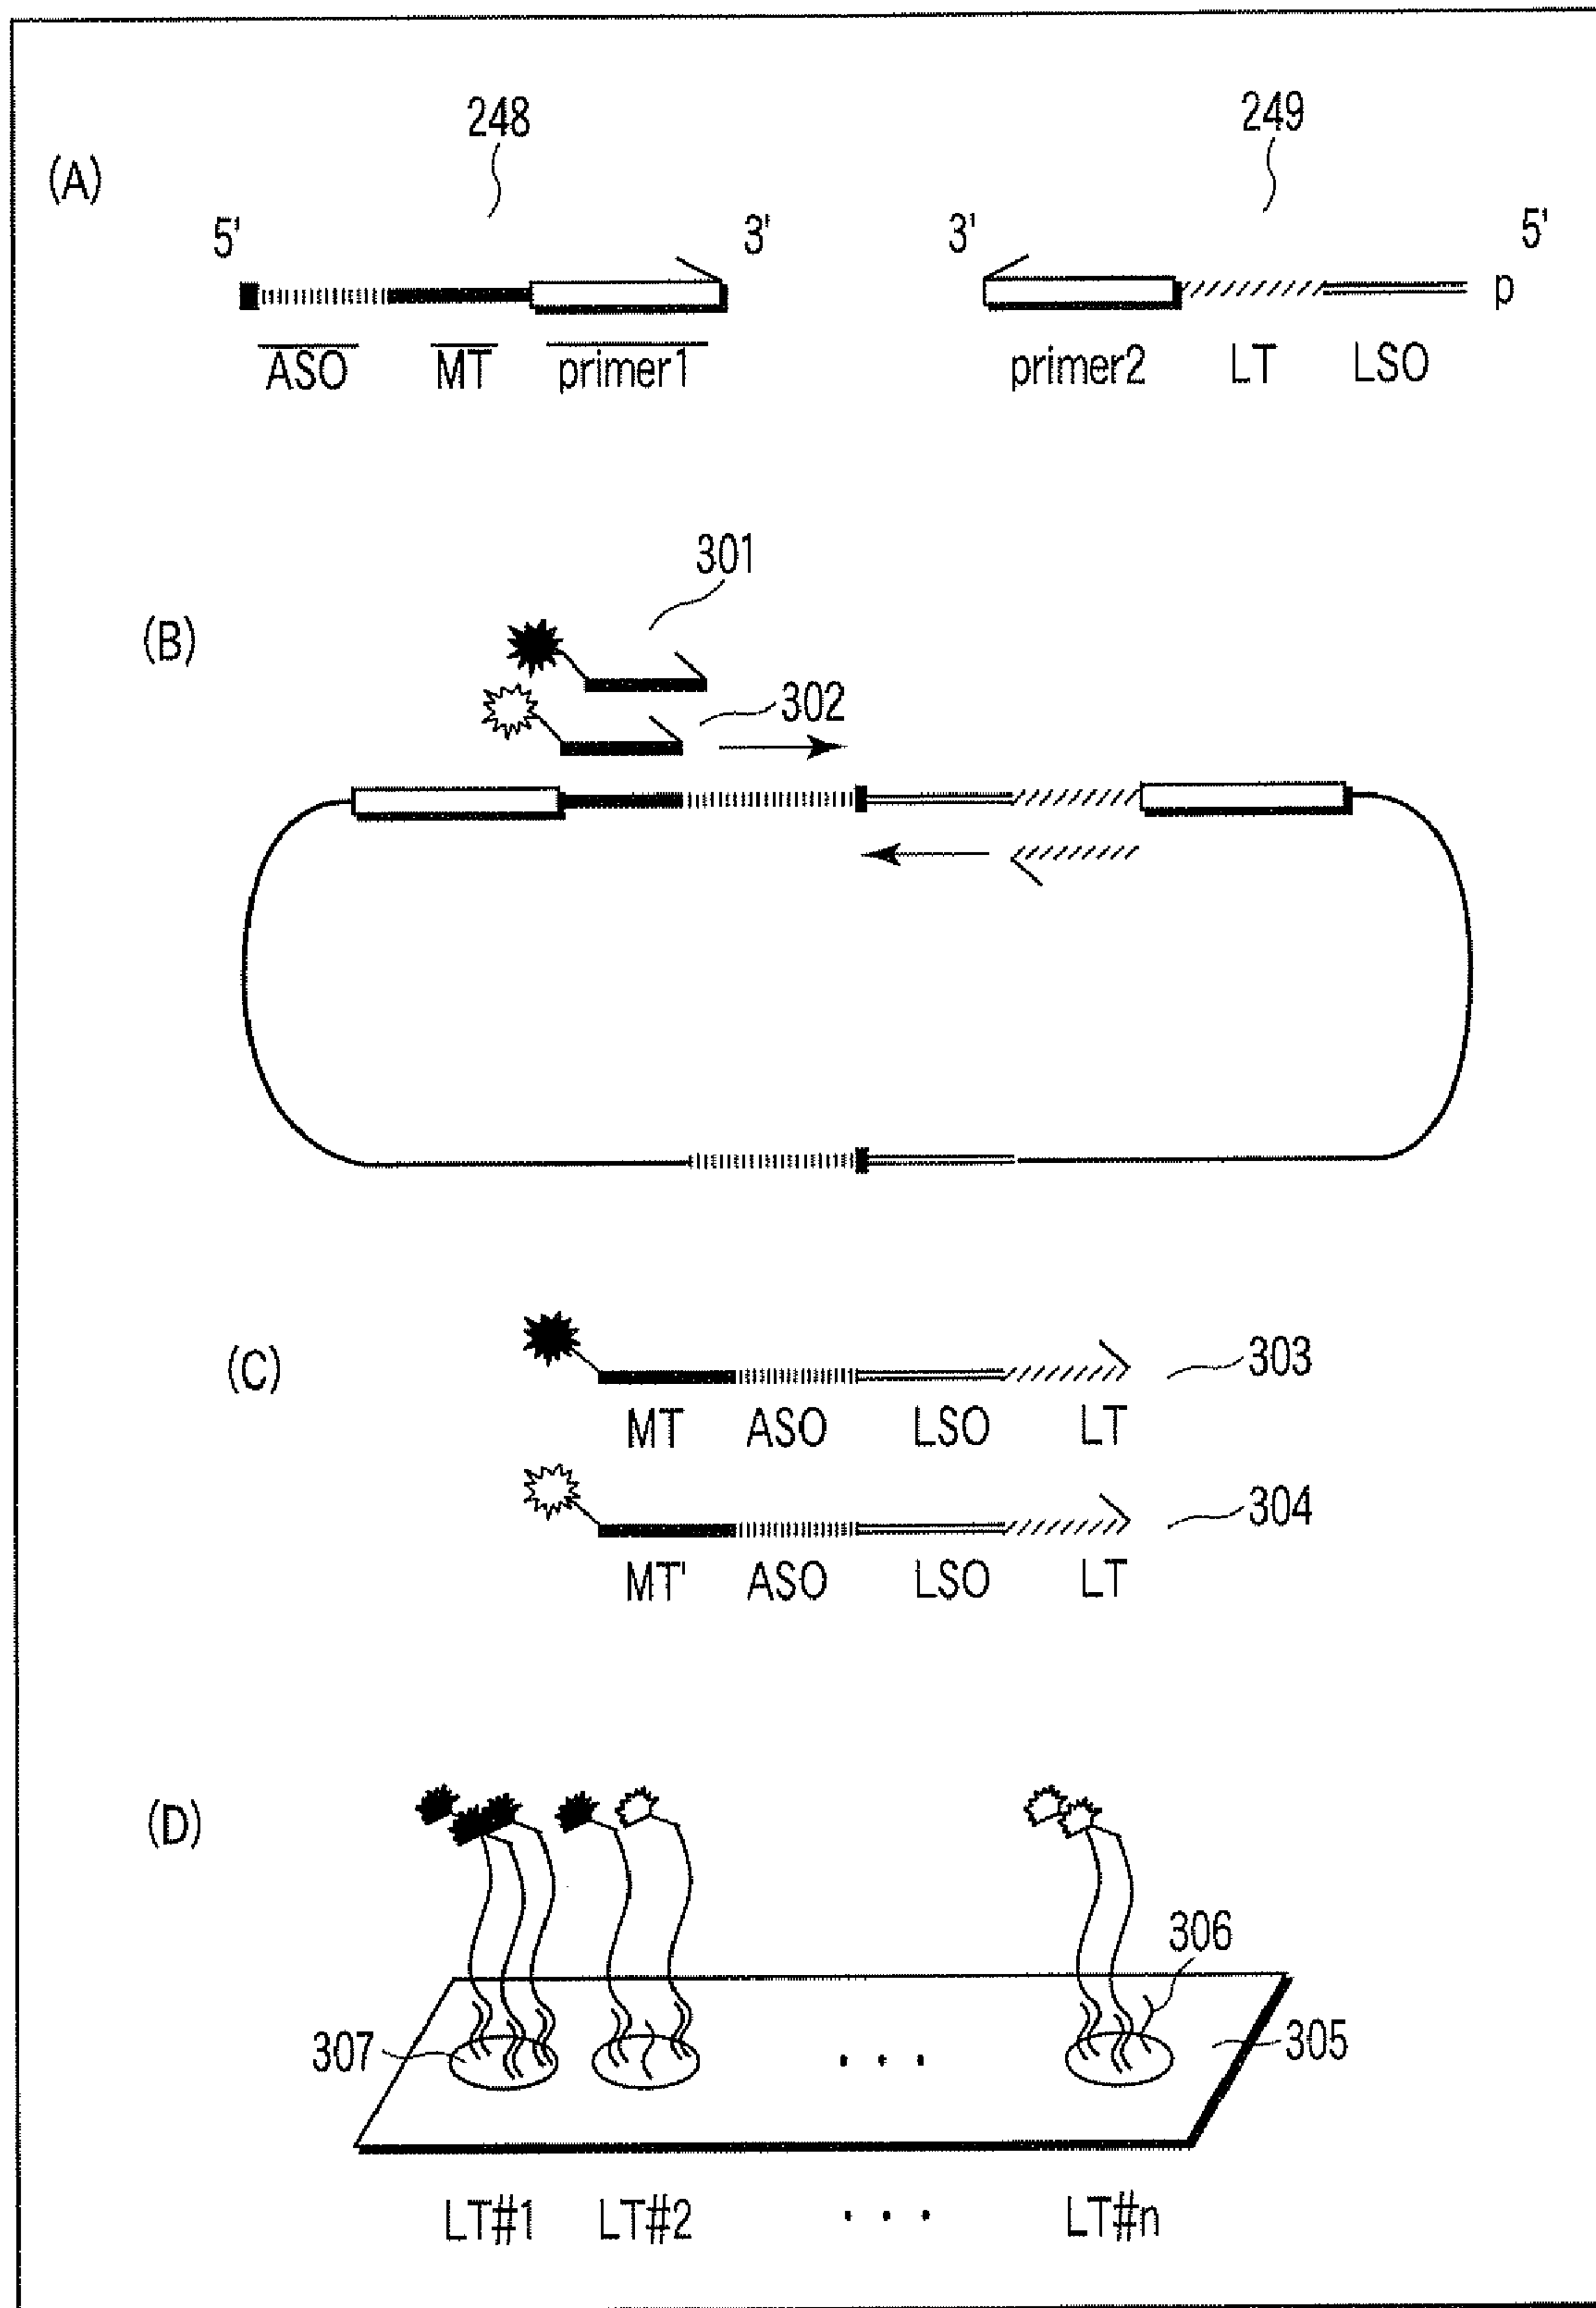 248 249
(A)
5' 3' 3' 5'
p
ASO MT primer1 primer2 LT LSO
301
(B)
302
(C)
303
MT ASO LSO LT
304
MT' ASO LSO LT
(D)
306
307 . . . 305
LT#1 LT#2 . . . LT#n